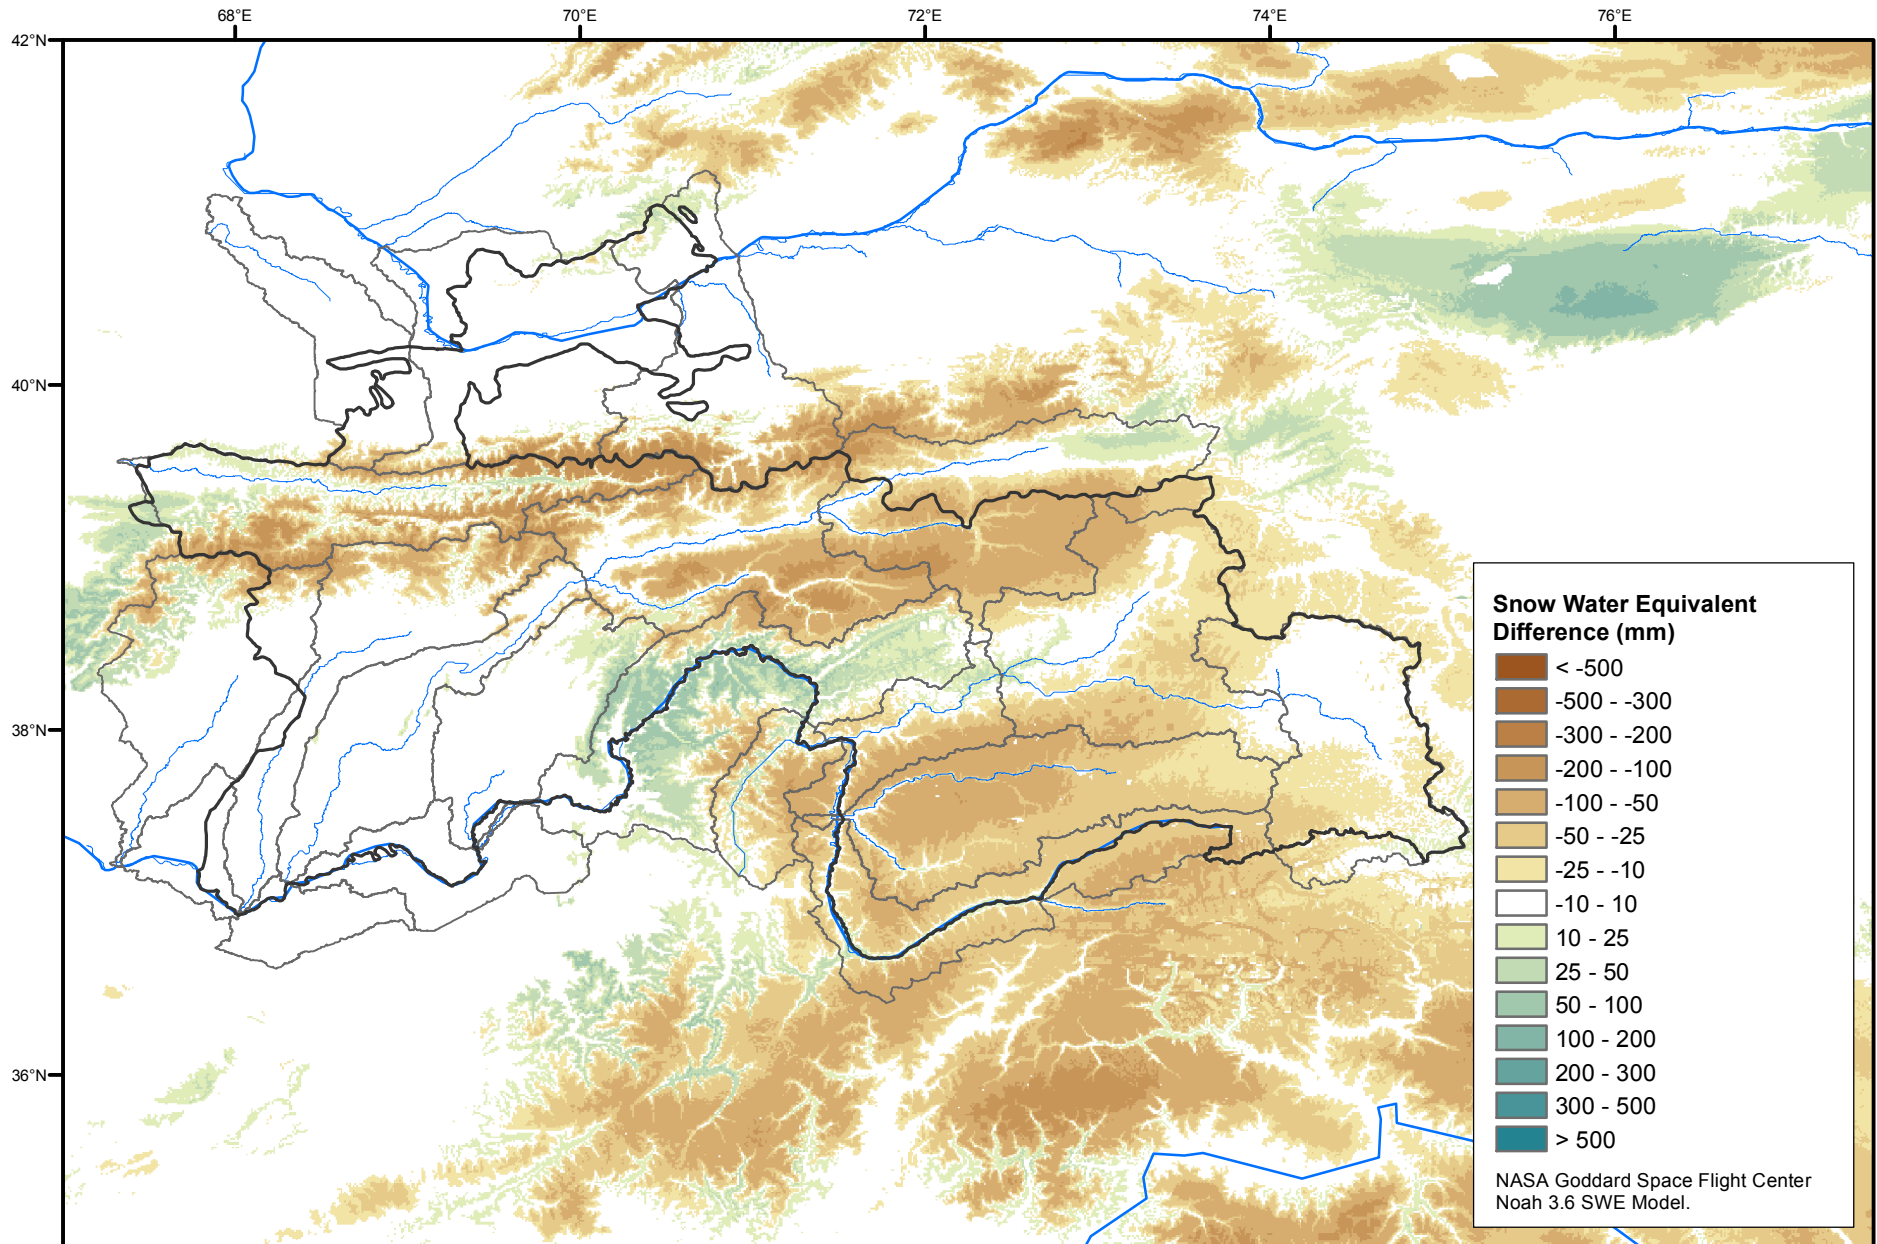 68°E
70°E
72°E
74°E
76°E
42°N
40°N
38°N
36°N
Snow Water Equivalent
Difference (mm)
< -500
-500 - -300
-300 - -200
-200 - -100
-100 - -50
-50 - -25
-25 - -10
-10 - 10
10 - 25
25 - 50
50 - 100
100 - 200
200 - 300
300 - 500
> 500
NASA Goddard Space Flight Center
Noah 3.6 SWE Model.